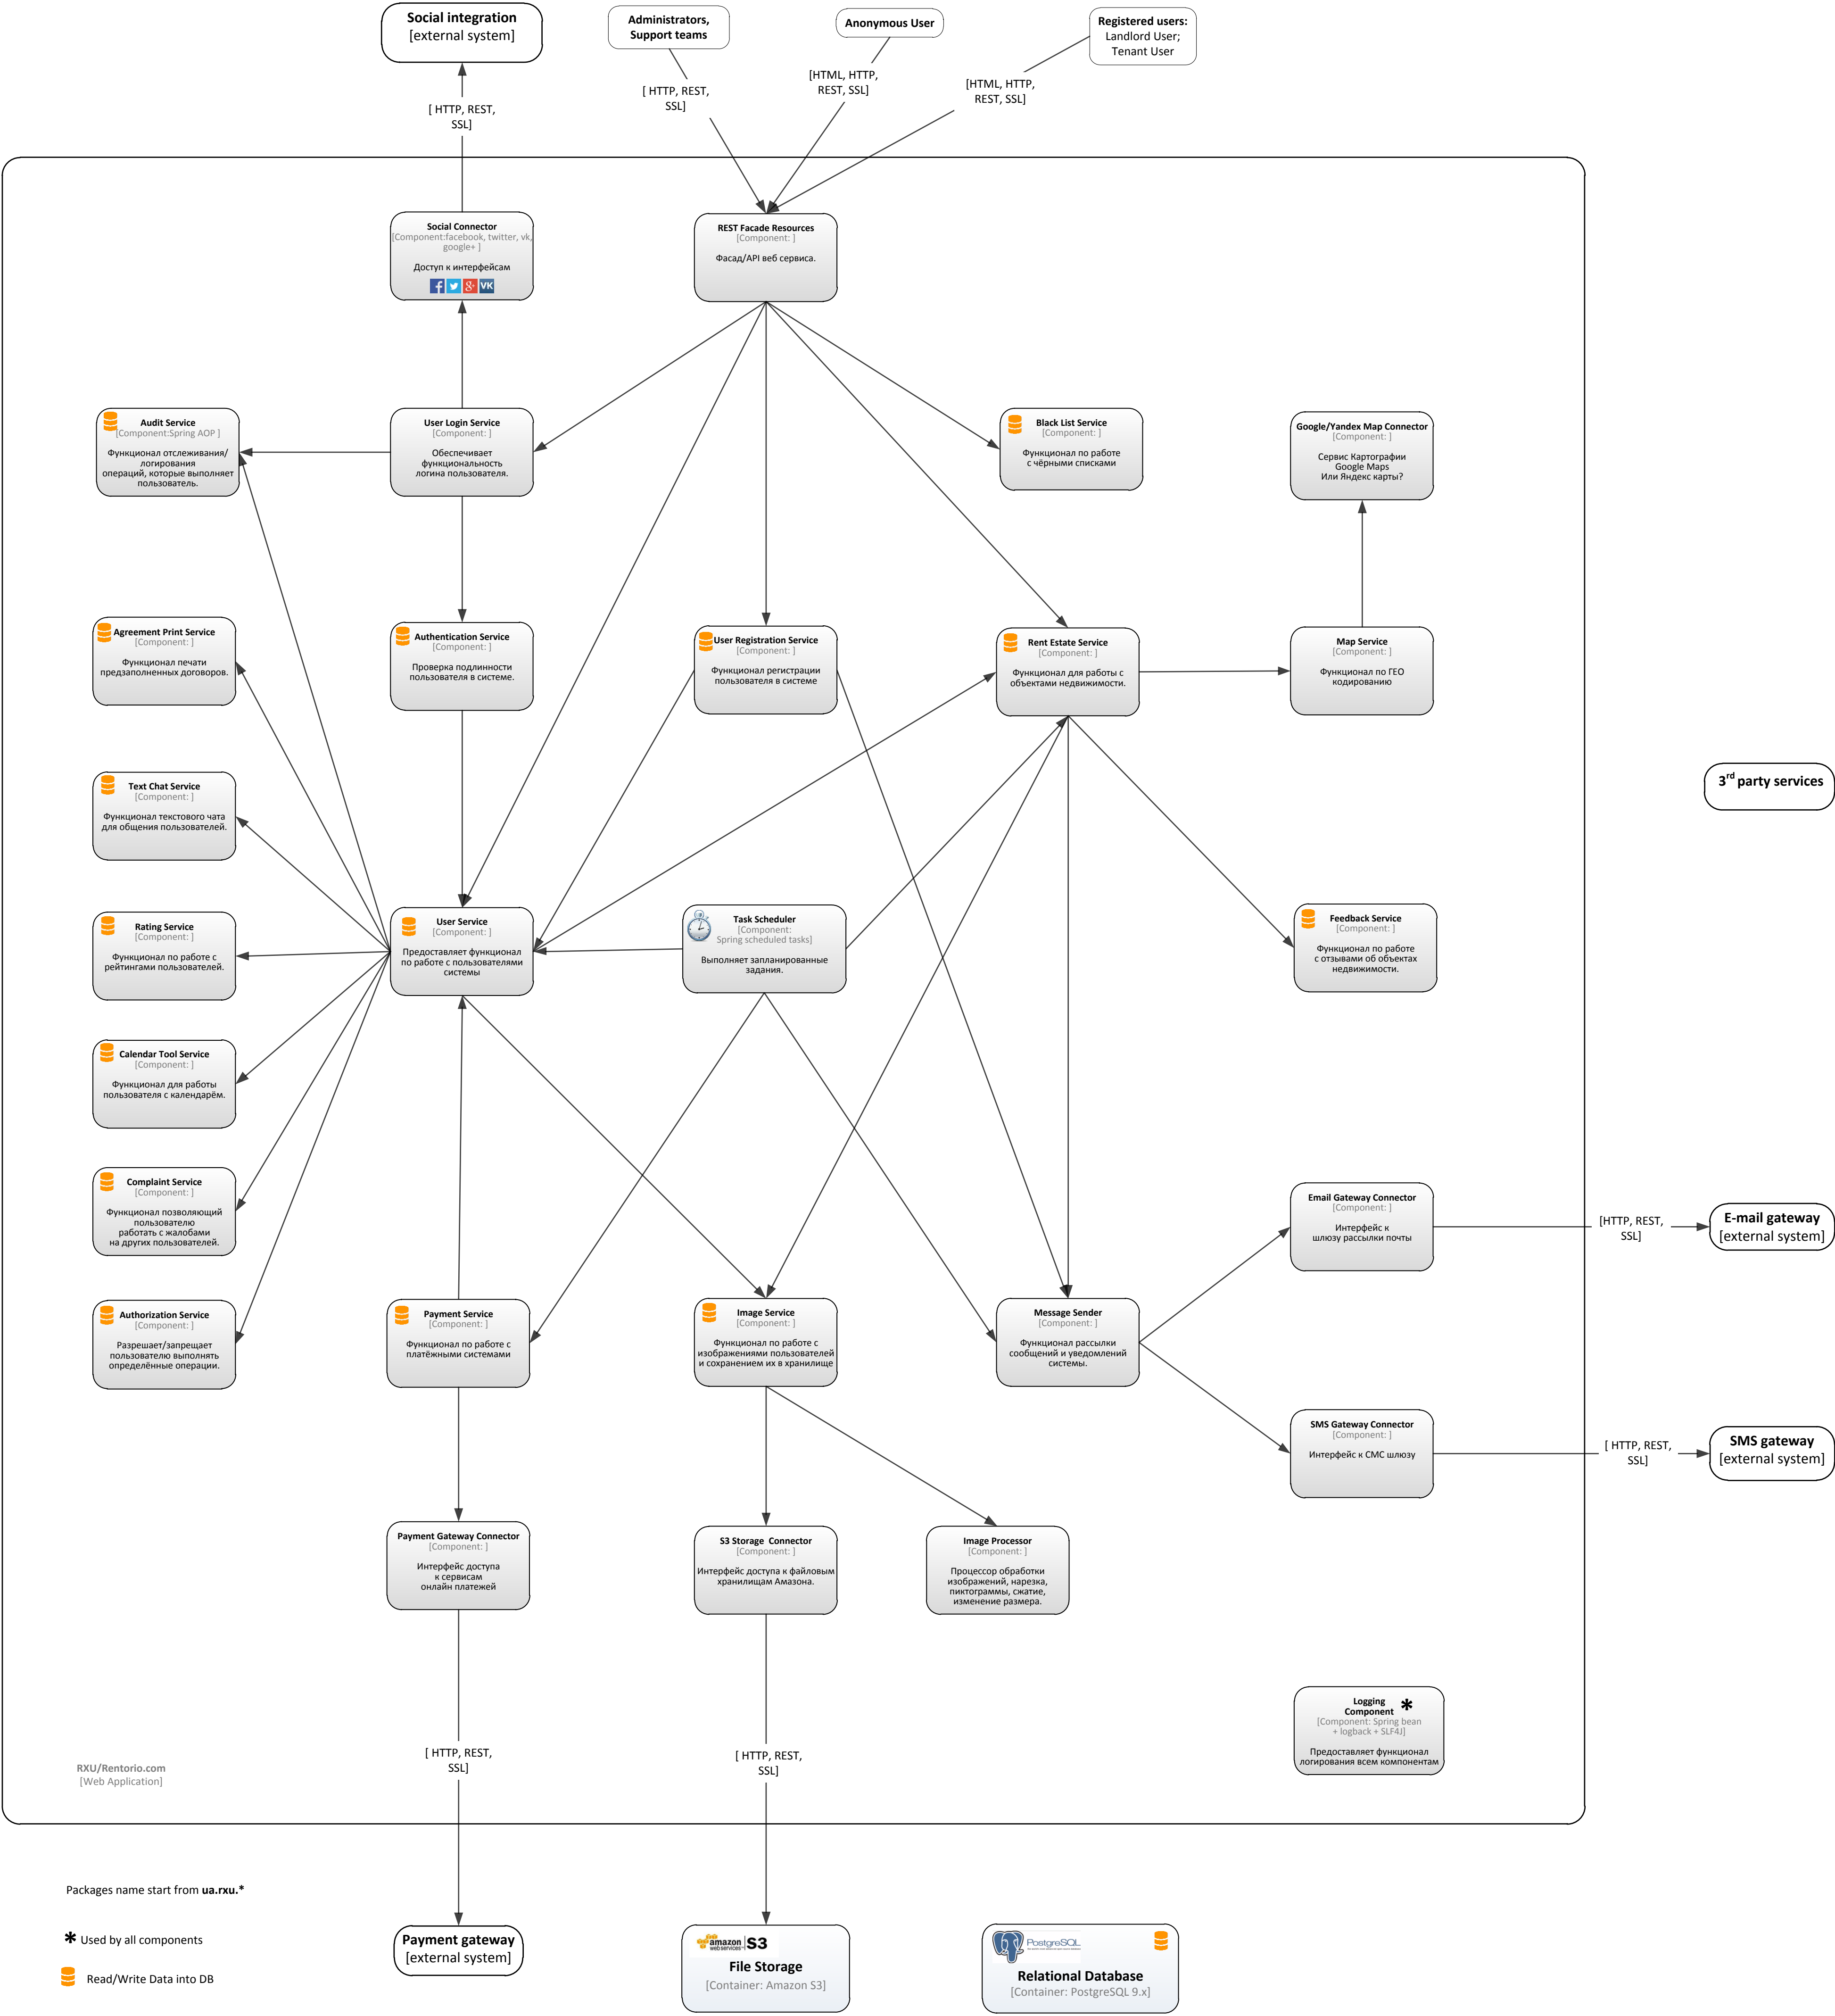 Social integration
[external system]
Administrators,
Support teams
Anonymous User
Registered users:
Landlord User;
Tenant User
[ HTTP, REST,
SSL]
[ HTTP, REST,
SSL]
[HTML, HTTP,
REST, SSL]
[HTML, HTTP,
REST, SSL]
Social Connector
[Component:facebook, twitter, vk,
google+ ]
Доступ к интерфейсам
f
8+
VK
REST Facade Resources
[Component: ]
Фасад/API веб сервиса.
Audit Service
[Component:Spring AOP ]
Функционал отслеживания/
логирования
операций, которые выполняет
пользователь.
User Login Service
[Component: ]
Обеспечивает
функциональность
логина пользователя.
Black List Service
[Component: ]
Функционал по работе
с чёрными списками
Google/Yandex Map Connector
[Component: ]
Сервис Картографии
Google Maps
Или Яндекс карты?
Agreement Print Service
[Component: ]
Функционал печати
предзаполненных договоров.
Authentication Service
[Component: ]
Проверка подлинности
пользователя в системе.
User Registration Service
[Component: ]
Функционал регистрации
пользователя в системе
Rent Estate Service
[Component: ]
Функционал для работы с
объектами недвижимости.
Map Service
[Component: ]
Функционал по ГЕО
кодированию
Text Chat Service
[Component: ]
Функционал текстового чата
для общения пользователей.
3rd party services
Rating Service
[Component: ]
Функционал по работе с
рейтингами пользователей.
User Service
[Component: ]
Предоставляет функционал
по работе с пользователями
системы
Task Scheduler
[Component:
Spring scheduled tasks]
Выполняет запланированные
задания.
Feedback Service
[Component: ]
Функционал по работе
с отзывами об объектах
недвижимости.
Calendar Tool Service
[Component: ]
Функционал для работы
пользователя с календарём.
Complaint Service
[Component: ]
Функционал позволяющий
пользователю
работать с жалобами
на других пользователей.
Email Gateway Connector
[Component: ]
Интерфейс к
шлюзу рассылки почты
[HTTP, REST,
SSL]
E-mail gateway
[external system]
Authorization Service
[Component: ]
Разрешает/запрещает
пользователю выполнять
определённые операции.
Payment Service
[Component: ]
Функционал по работе с
платёжными системами
Image Service
[Component: ]
Функционал по работе с
изображениями пользователей
и сохранением их в хранилище
Message Sender
[Component: ]
Функционал рассылки
сообщений и уведомлений
системы.
SMS Gateway Connector
[Component: ]
Интерфейс к СМС шлюзу
[ HTTP, REST,
SSL]
SMS gateway
[external system]
Payment Gateway Connector
[Component: ]
Интерфейс доступа
к сервисам
онлайн платежей
S3 Storage Connector
[Component: ]
Интерфейс доступа к файловым
хранилищам Амазона.
Image Processor
[Component: ]
Процессор обработки
изображений, нарезка,
пиктограммы, сжатие,
изменение размера.
Logging
Component *
[Component: Spring bean
+ logback + SLF4J]
Предоставляет функционал
логирования всем компонентам
[ HTTP, REST,
SSL]
[ HTTP, REST,
SSL]
RXU/Rentorio.com
[Web Application]
Packages name start from ua.rxu.*
* Used by all components
Read/Write Data into DB
Payment gateway
[external system]
amazon
webservices
S3
File Storage
[Container: Amazon S3]
PostgreSQL
Relational Database
[Container: PostgreSQL 9.x]